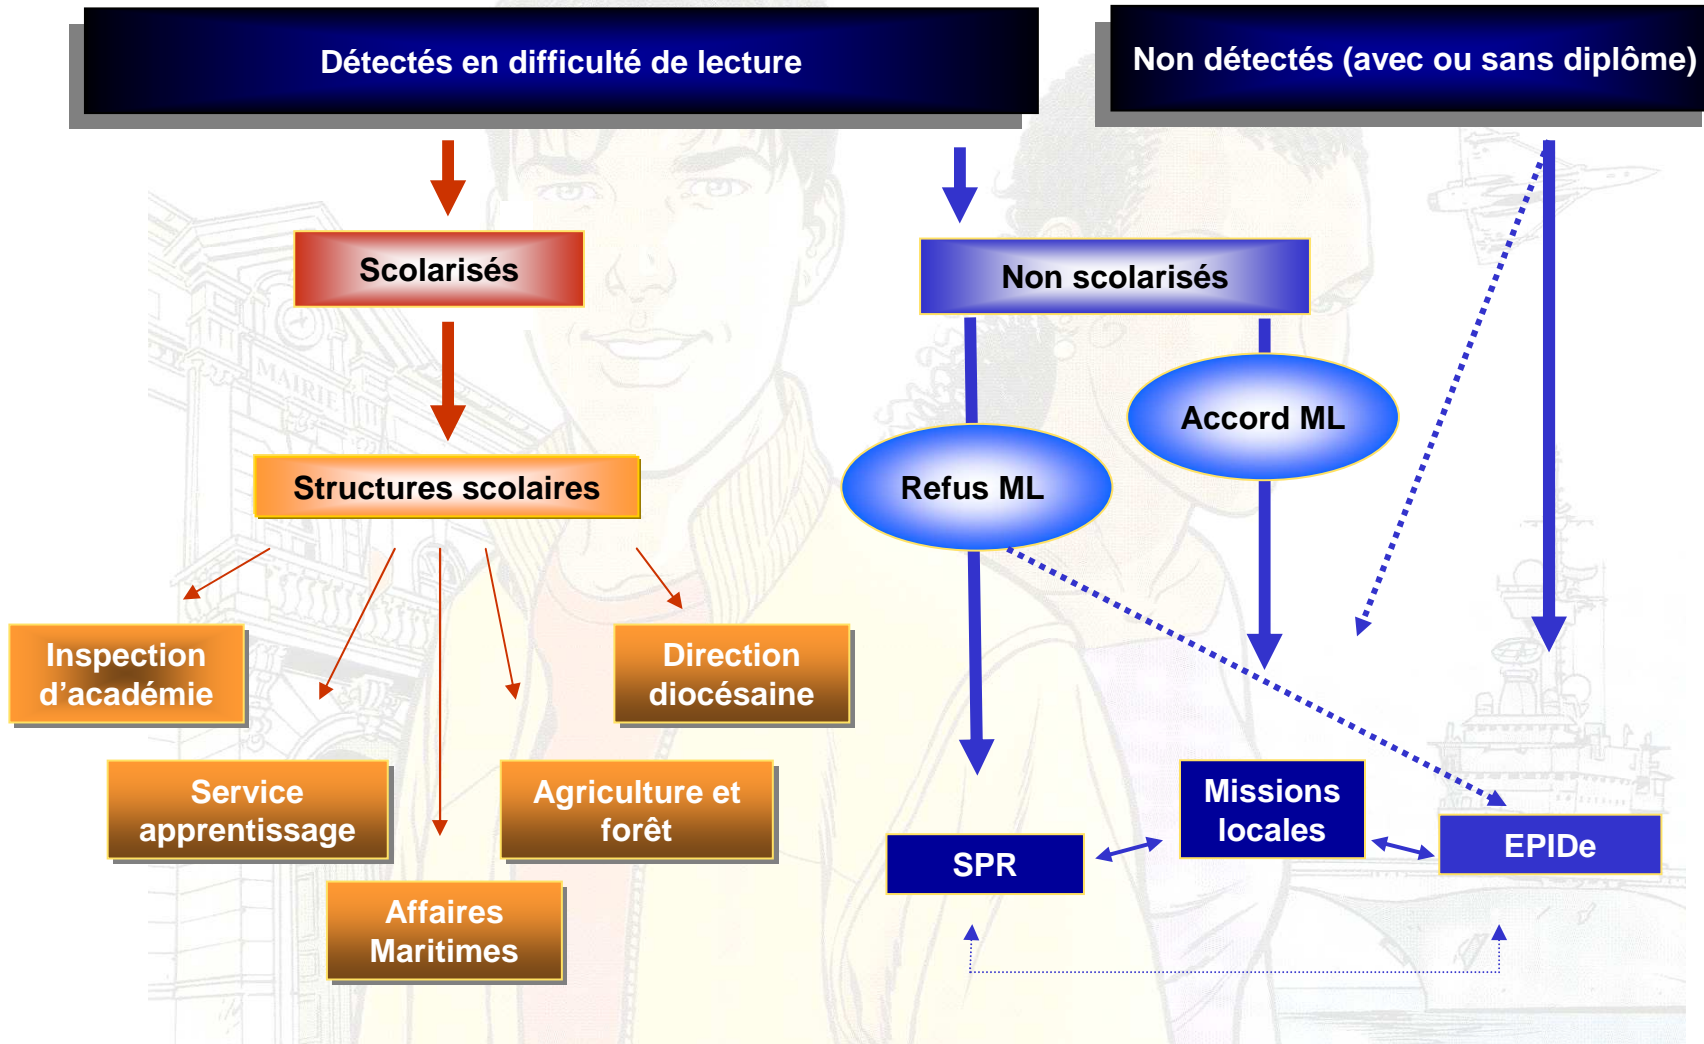 Détectés en difficulté de lecture
Non détectés (avec ou sans diplôme)
Scolarisés
Non scolarisés
MAIRIE
Accord ML
Structures scolaires
Refus ML
Inspection
d’académie
Direction
diocésaine
Service
apprentissage
Agriculture et
forêt
Missions
locales
SPR
EPIDe
Affaires
Maritimes